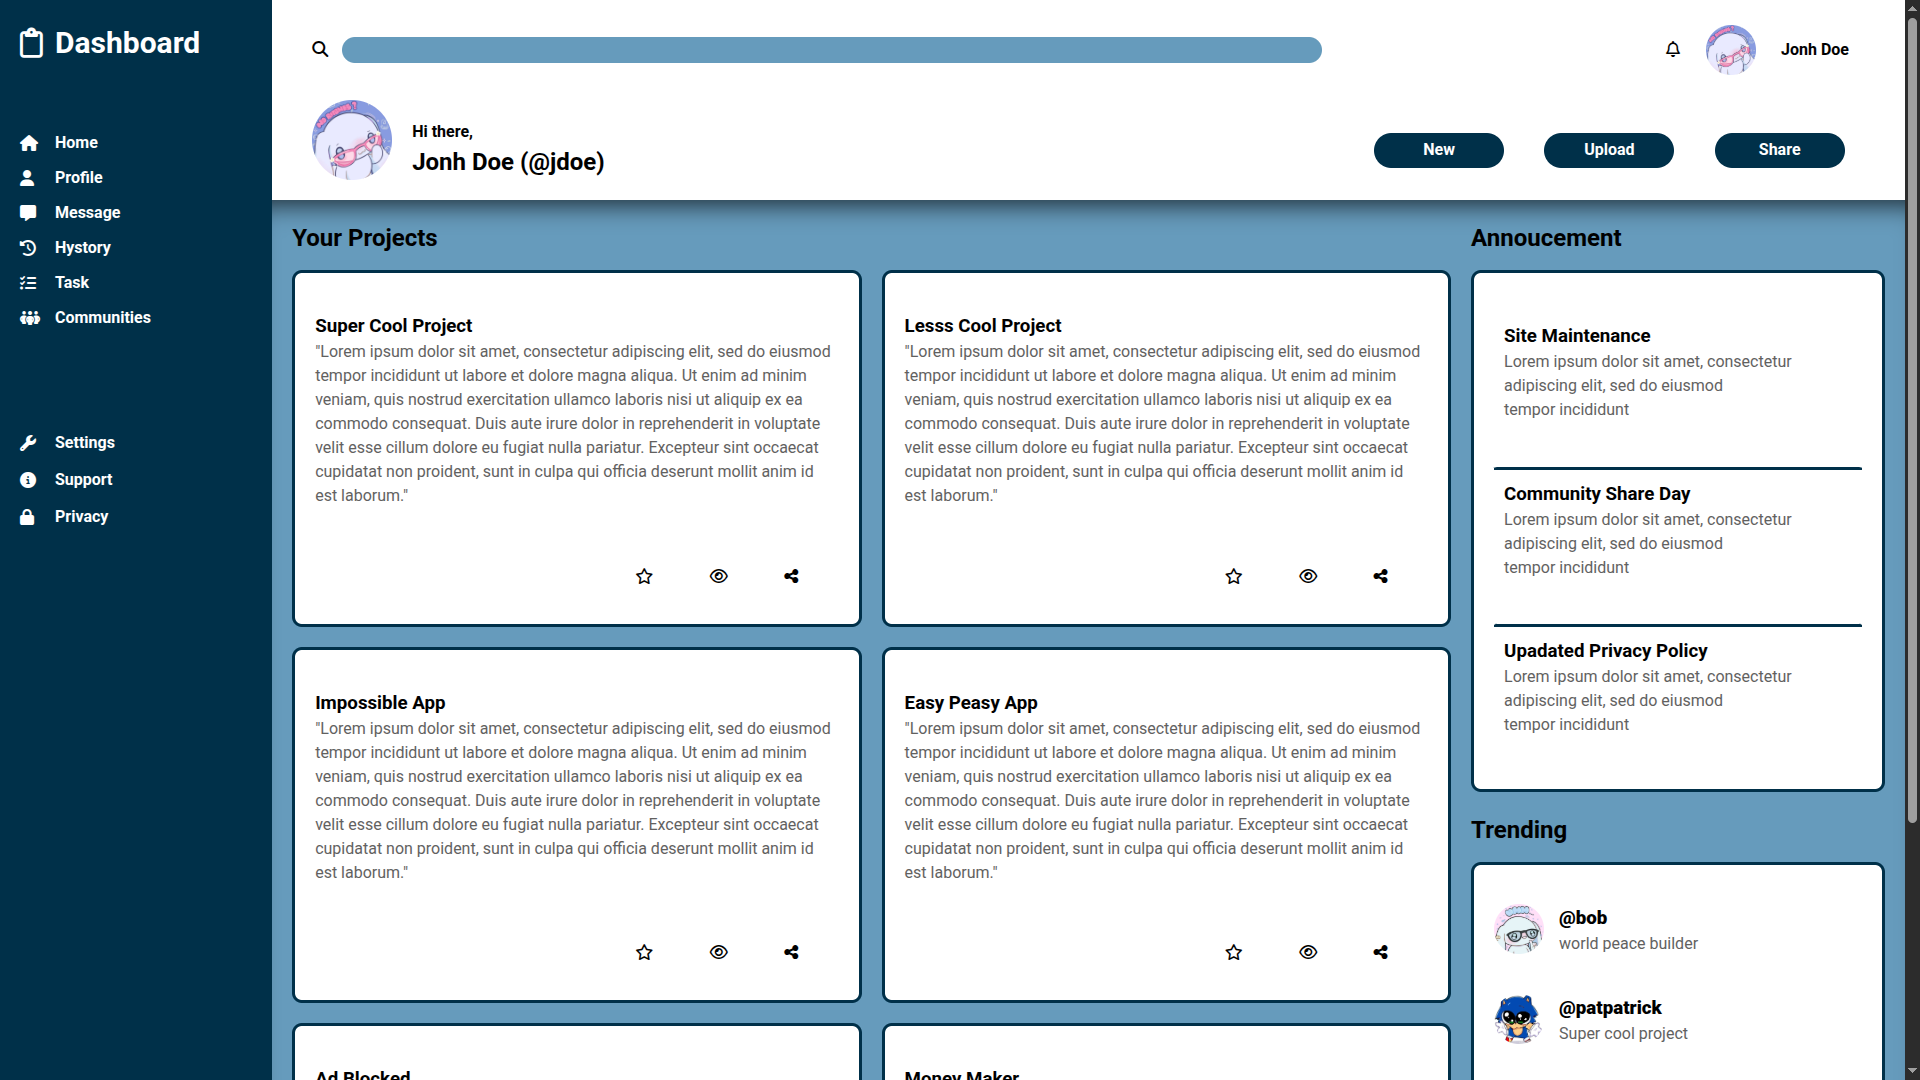 Dashboard
Home
Profile
Message
Hystory
Task
Communities
Settings
Support
Privacy
Jonh Doe
Hi there,
Jonh Doe (@jdoe)
New
Upload
Share
Your Projects
Super Cool Project
"Lorem ipsum dolor sit amet, consectetur adipiscing elit, sed do eiusmod
tempor incididunt ut labore et dolore magna aliqua. Ut enim ad minim
veniam, quis nostrud exercitation ullamco laboris nisi ut aliquip ex ea
commodo consequat. Duis aute irure dolor in reprehenderit in voluptate
velit esse cillum dolore eu fugiat nulla pariatur. Excepteur sint occaecat
cupidatat non proident, sunt in culpa qui officia deserunt mollit anim id
est laborum."
Lesss Cool Project
"Lorem ipsum dolor sit amet, consectetur adipiscing elit, sed do eiusmod
tempor incididunt ut labore et dolore magna aliqua. Ut enim ad minim
veniam, quis nostrud exercitation ullamco laboris nisi ut aliquip ex ea
commodo consequat. Duis aute irure dolor in reprehenderit in voluptate
velit esse cillum dolore eu fugiat nulla pariatur. Excepteur sint occaecat
cupidatat non proident, sunt in culpa qui officia deserunt mollit anim id
est laborum."
Impossible App
"Lorem ipsum dolor sit amet, consectetur adipiscing elit, sed do eiusmod
tempor incididunt ut labore et dolore magna aliqua. Ut enim ad minim
veniam, quis nostrud exercitation ullamco laboris nisi ut aliquip ex ea
commodo consequat. Duis aute irure dolor in reprehenderit in voluptate
velit esse cillum dolore eu fugiat nulla pariatur. Excepteur sint occaecat
cupidatat non proident, sunt in culpa qui officia deserunt mollit anim id
est laborum."
Easy Peasy App
"Lorem ipsum dolor sit amet, consectetur adipiscing elit, sed do eiusmod
tempor incididunt ut labore et dolore magna aliqua. Ut enim ad minim
veniam, quis nostrud exercitation ullamco laboris nisi ut aliquip ex ea
commodo consequat. Duis aute irure dolor in reprehenderit in voluptate
velit esse cillum dolore eu fugiat nulla pariatur. Excepteur sint occaecat
cupidatat non proident, sunt in culpa qui officia deserunt mollit anim id
est laborum."
Ad Blocked
Money Maker
Annoucement
Site Maintenance
Lorem ipsum dolor sit amet, consectetur
adipiscing elit, sed do eiusmod
tempor incididunt
Community Share Day
Lorem ipsum dolor sit amet, consectetur
adipiscing elit, sed do eiusmod
tempor incididunt
Upadated Privacy Policy
Lorem ipsum dolor sit amet, consectetur
adipiscing elit, sed do eiusmod
tempor incididunt
Trending
@bob
world peace builder
@patpatrick
Super cool project